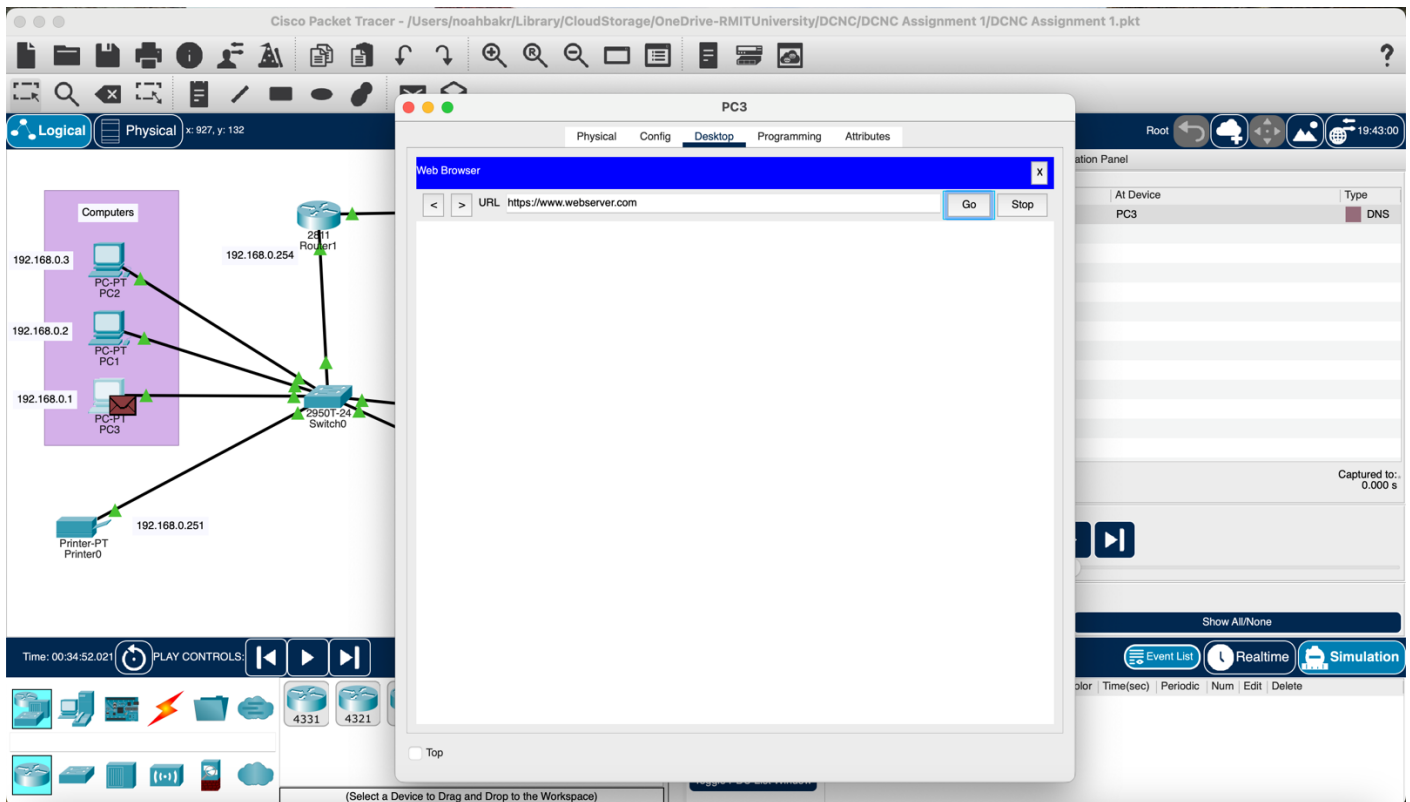 Cisco Packet Tracer - /Users/noahbakr/Library/CloudStorage/OneDrive-RMITUniversity/DCNC/DCNC Assignment 1/DCNC Assignment 1.pkt
?
Logical Physical x: 927, y: 132
Root 19:43:00
PC3
Physical Config Desktop Programming Attributes
Web Browser X
< > URL https://www.webserver.com Go Stop
Top
Computers
192.168.0.3
PC-PT
PC2
192.168.0.2
PC-PT
PC1
192.168.0.1
PC-PT
PC3
2811
Router1
192.168.0.254
2950T-24
Switch0
192.168.0.251
Printer-PT
Printer0
Panel
At Device Type
PC3 DNS
Captured to:
0.000 s
Show All/None
Time: 00:34:52.021 PLAY CONTROLS:
Event List Realtime Simulation
Time(sec) Periodic Num Edit Delete
4331 4321
(Select a Device to Drag and Drop to the Workspace)